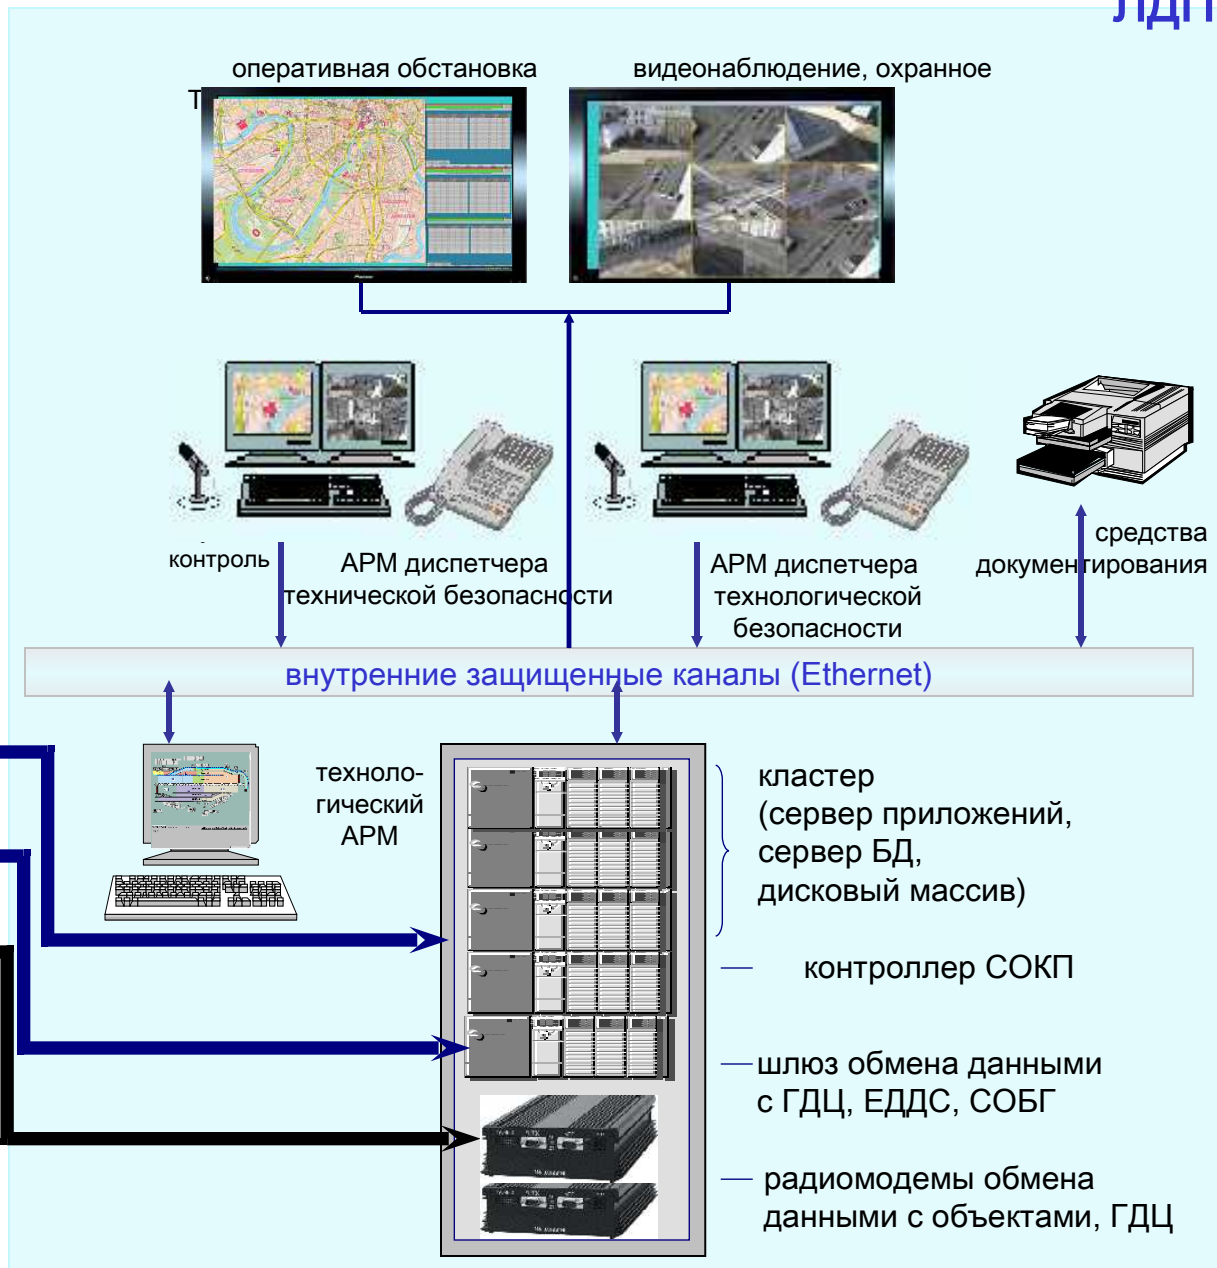 ЛДП
оперативная обстановка
Т
видеонаблюдение, охранное
контроль
АРМ диспетчера
технической безопасности
АРМ диспетчера
технологической
безопасности
средства
документирования
внутренние защищенные каналы (Ethernet)
техноло-
гический
АРМ
кластер
(сервер приложений,
сервер БД,
дисковый массив)
контроллер СОКП
шлюз обмена данными
с ГДЦ, ЕДДС, СОБГ
радиомодемы обмена
данными с объектами, ГДЦ